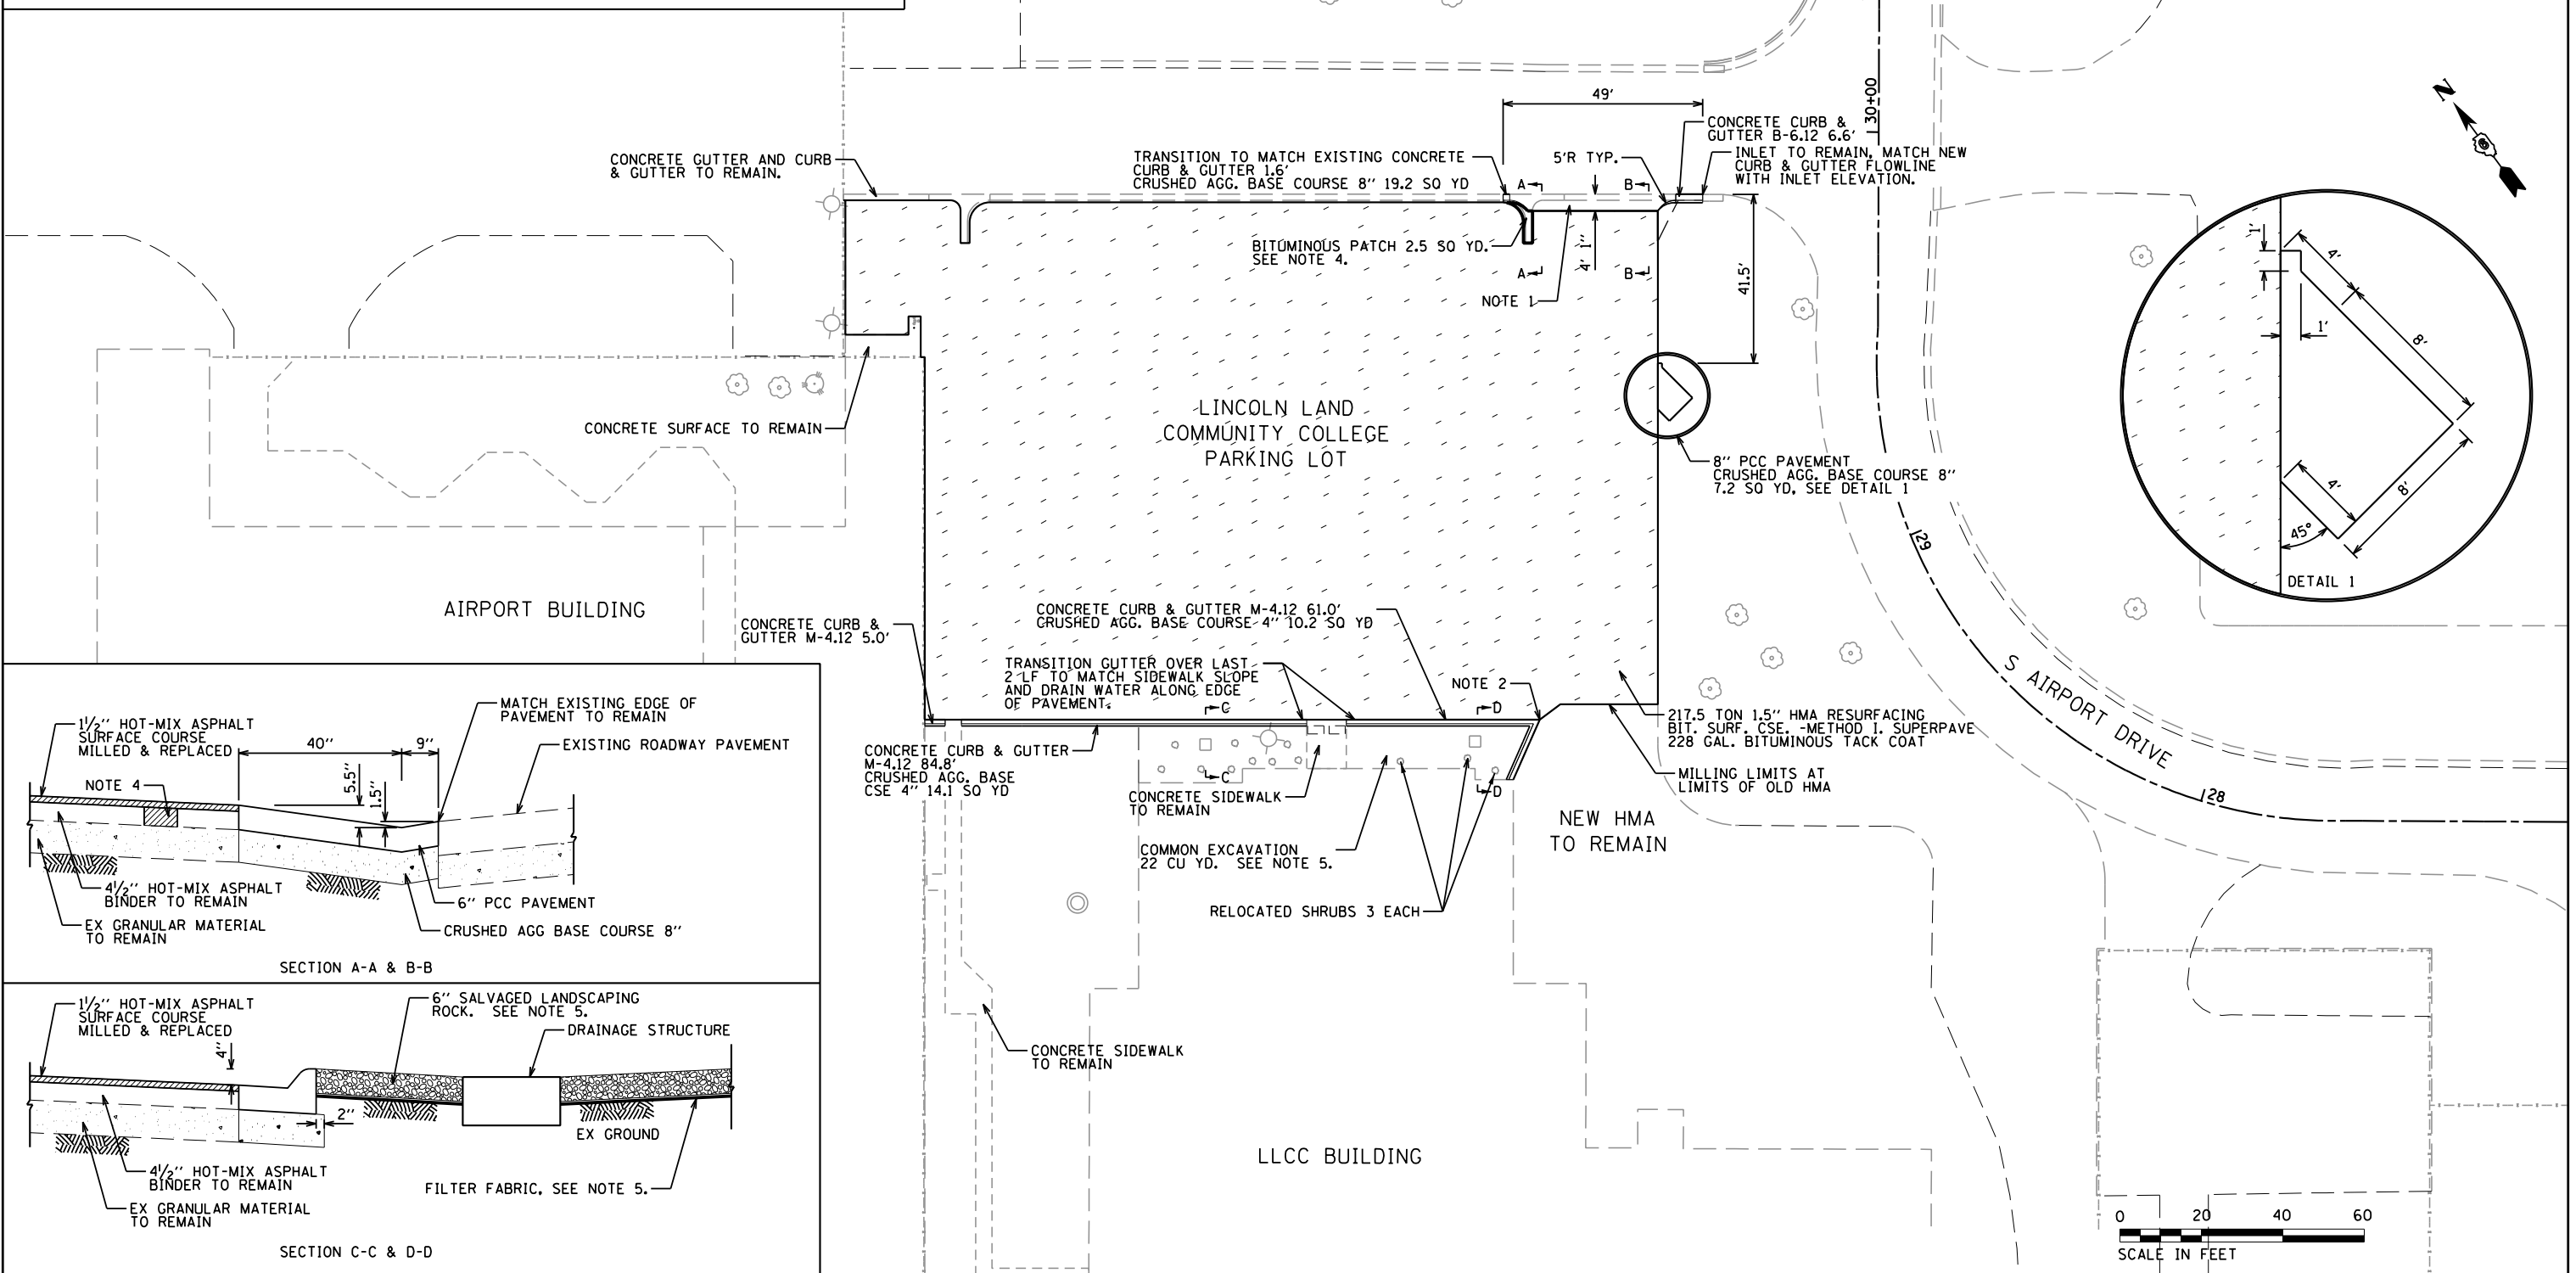 49'
30+00
N
CONCRETE CURB &
GUTTER B-6.12 6.6'
INLET TO REMAIN, MATCH NEW
CURB & GUTTER FLOWLINE
WITH INLET ELEVATION.
CONCRETE GUTTER AND CURB
& GUTTER TO REMAIN.
TRANSITION TO MATCH EXISTING CONCRETE
CURB & GUTTER 1.6'
CRUSHED AGG. BASE COURSE 8'' 19.2 SQ YD
5'R TYP.
A
B
BITUMINOUS PATCH 2.5 SQ YD.
SEE NOTE 4.
4' 1''
A
B
NOTE 1
41.5'
1'
4'
1'
8'
4'
8'
45°
DETAIL 1
CONCRETE SURFACE TO REMAIN
LINCOLN LAND
COMMUNITY COLLEGE
PARKING LOT
8'' PCC PAVEMENT
CRUSHED AGG. BASE COURSE 8''
7.2 SQ YD, SEE DETAIL 1
29
AIRPORT BUILDING
CONCRETE CURB &
GUTTER M-4.12 5.0'
CONCRETE CURB & GUTTER M-4.12 61.0'
CRUSHED AGG. BASE COURSE 4'' 10.2 SQ YD
TRANSITION GUTTER OVER LAST
2 LF TO MATCH SIDEWALK SLOPE
AND DRAIN WATER ALONG EDGE
OF PAVEMENT.
NOTE 2
C
D
S AIRPORT DRIVE
28
217.5 TON 1.5'' HMA RESURFACING
BIT. SURF. CSE. -METHOD I. SUPERPAVE
228 GAL. BITUMINOUS TACK COAT
MILLING LIMITS AT
LIMITS OF OLD HMA
CONCRETE CURB & GUTTER
M-4.12 84.8'
CRUSHED AGG. BASE
CSE 4'' 14.1 SQ YD
C
D
CONCRETE SIDEWALK
TO REMAIN
NEW HMA
TO REMAIN
COMMON EXCAVATION
22 CU YD.  SEE NOTE 5.
RELOCATED SHRUBS 3 EACH
CONCRETE SIDEWALK
TO REMAIN
LLCC BUILDING
1½'' HOT-MIX ASPHALT
SURFACE COURSE
MILLED & REPLACED
NOTE 4
40''
9''
5.5''
1.5''
MATCH EXISTING EDGE OF
PAVEMENT TO REMAIN
EXISTING ROADWAY PAVEMENT
4½'' HOT-MIX ASPHALT
BINDER TO REMAIN
EX GRANULAR MATERIAL
TO REMAIN
6'' PCC PAVEMENT
CRUSHED AGG BASE COURSE 8''
SECTION A-A & B-B
1½'' HOT-MIX ASPHALT
SURFACE COURSE
MILLED & REPLACED
4''
6'' SALVAGED LANDSCAPING
ROCK.  SEE NOTE 5.
DRAINAGE STRUCTURE
2''
EX GROUND
4½'' HOT-MIX ASPHALT
BINDER TO REMAIN
EX GRANULAR MATERIAL
TO REMAIN
FILTER FABRIC, SEE NOTE 5.
SECTION C-C & D-D
0 20 40 60
SCALE IN FEET